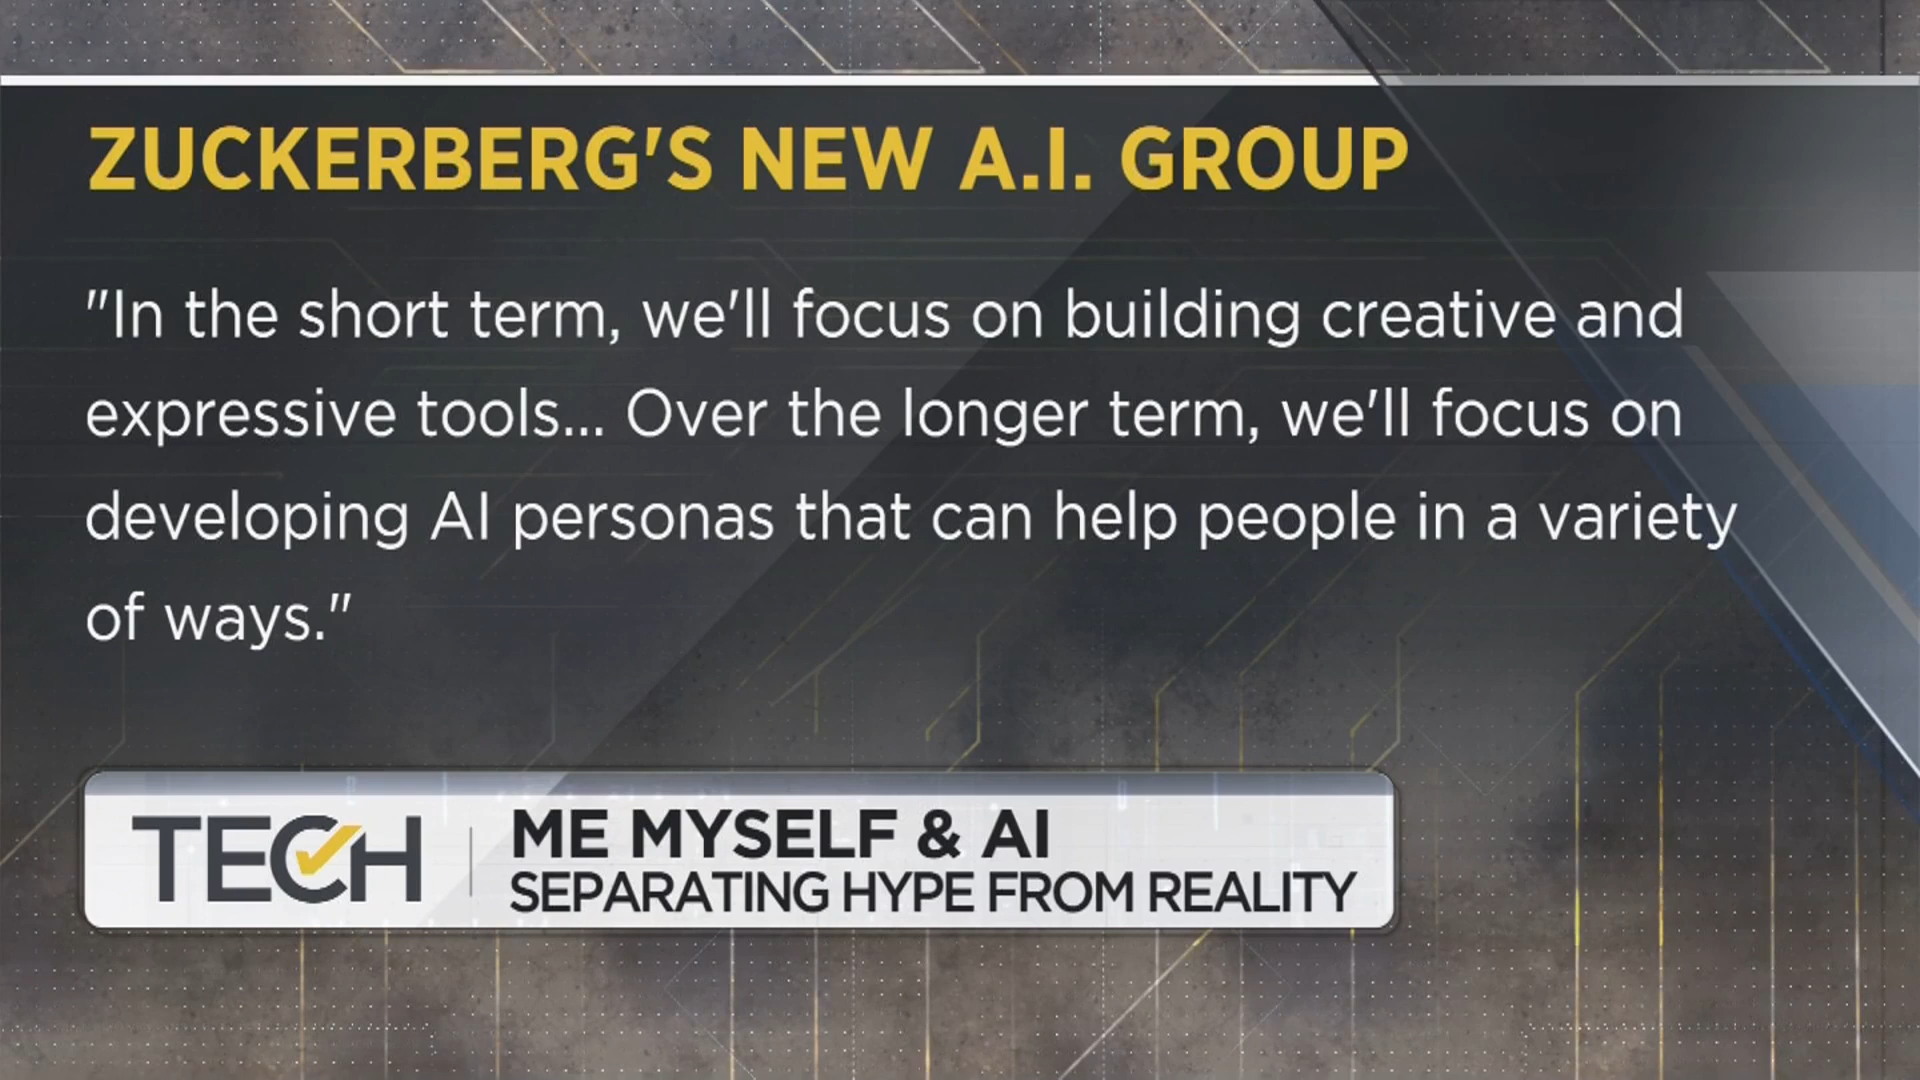 ZUCKERBERG'S NEW A.I. GROUP
"In the short term, we'll focus on building creative and
expressive tools... Over the longer term, we'll focus on
developing AI personas that can help people in a variety
of ways."
TECH
ME MYSELF & AI
SEPARATING HYPE FROM REALITY